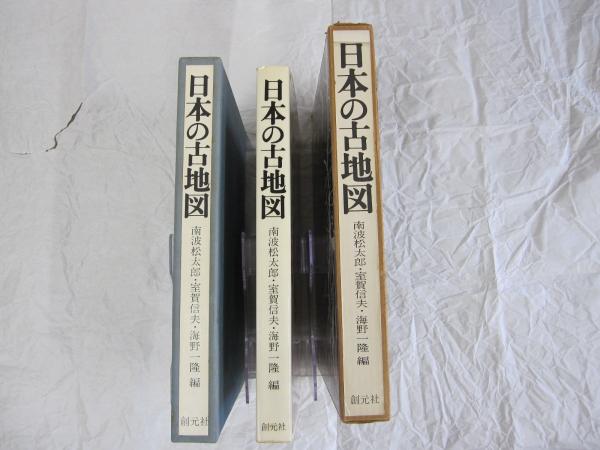 日本の古地図
南波松太郎・室賀信夫・海野一隆 編
創元社
日本の古地図
南波松太郎・室賀信夫・海野一隆 編
創元社
日本の古地図
南波松太郎・室賀信夫・海野一隆 編
創元社